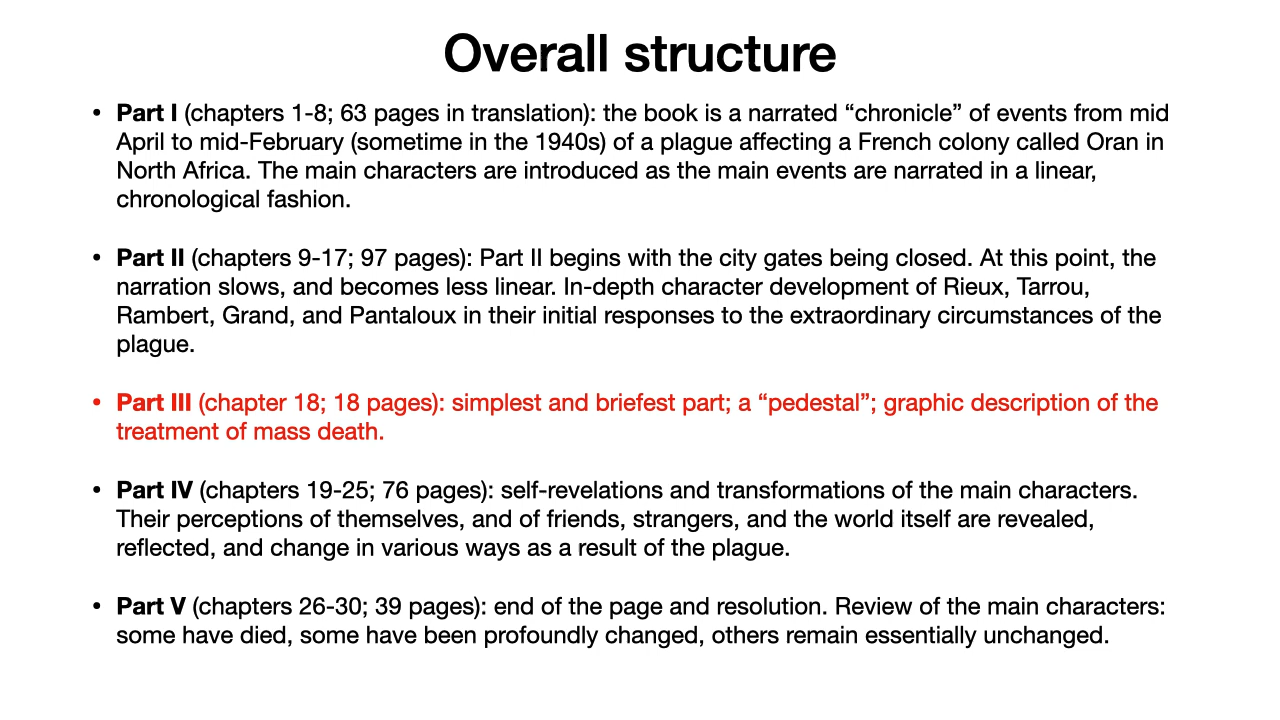 Overall structure
• Part I (chapters 1-8; 63 pages in translation): the book is a narrated “chronicle” of events from mid
April to mid-February (sometime in the 1940s) of a plague affecting a French colony called Oran in
North Africa. The main characters are introduced as the main events are narrated in a linear,
chronological fashion.
• Part II (chapters 9-17; 97 pages): Part II begins with the city gates being closed. At this point, the
narration slows, and becomes less linear. In-depth character development of Rieux, Tarrou,
Rambert, Grand, and Pantaloux in their initial responses to the extraordinary circumstances of the
plague.
• Part III (chapter 18; 18 pages): simplest and briefest part; a “pedestal”; graphic description of the
treatment of mass death.
• Part IV (chapters 19-25; 76 pages): self-revelations and transformations of the main characters.
Their perceptions of themselves, and of friends, strangers, and the world itself are revealed,
reflected, and change in various ways as a result of the plague.
• Part V (chapters 26-30; 39 pages): end of the page and resolution. Review of the main characters:
some have died, some have been profoundly changed, others remain essentially unchanged.